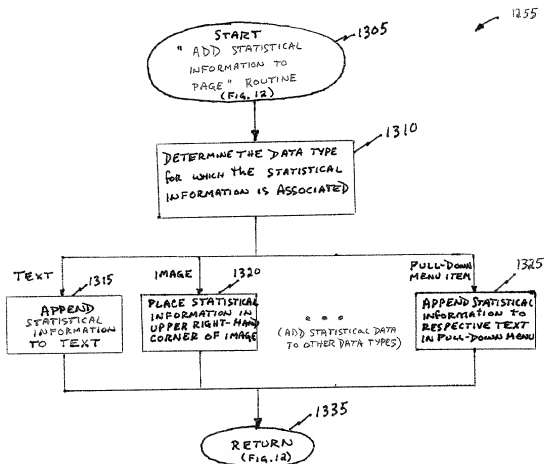 1255
START
"ADD STATISTICAL
INFORMATION TO
PAGE" ROUTINE
(FIG. 12)
1305
DETERMINE THE DATA TYPE
FOR WHICH THE STATISTICAL
INFORMATION IS ASSOCIATED
1310
TEXT
1315
APPEND
STATISTICAL
INFORMATION
TO TEXT
IMAGE
1320
PLACE STATISTICAL
INFORMATION IN
UPPER RIGHT-HAND
CORNER OF IMAGE
(ADD STATISTICAL DATA
TO OTHER DATA TYPES)
PULL-DOWN
MENU ITEM
1325
APPEND STATISTICAL
INFORMATION TO
RESPECTIVE TEXT
IN PULL-DOWN MENU
1335
RETURN
(FIG.12)